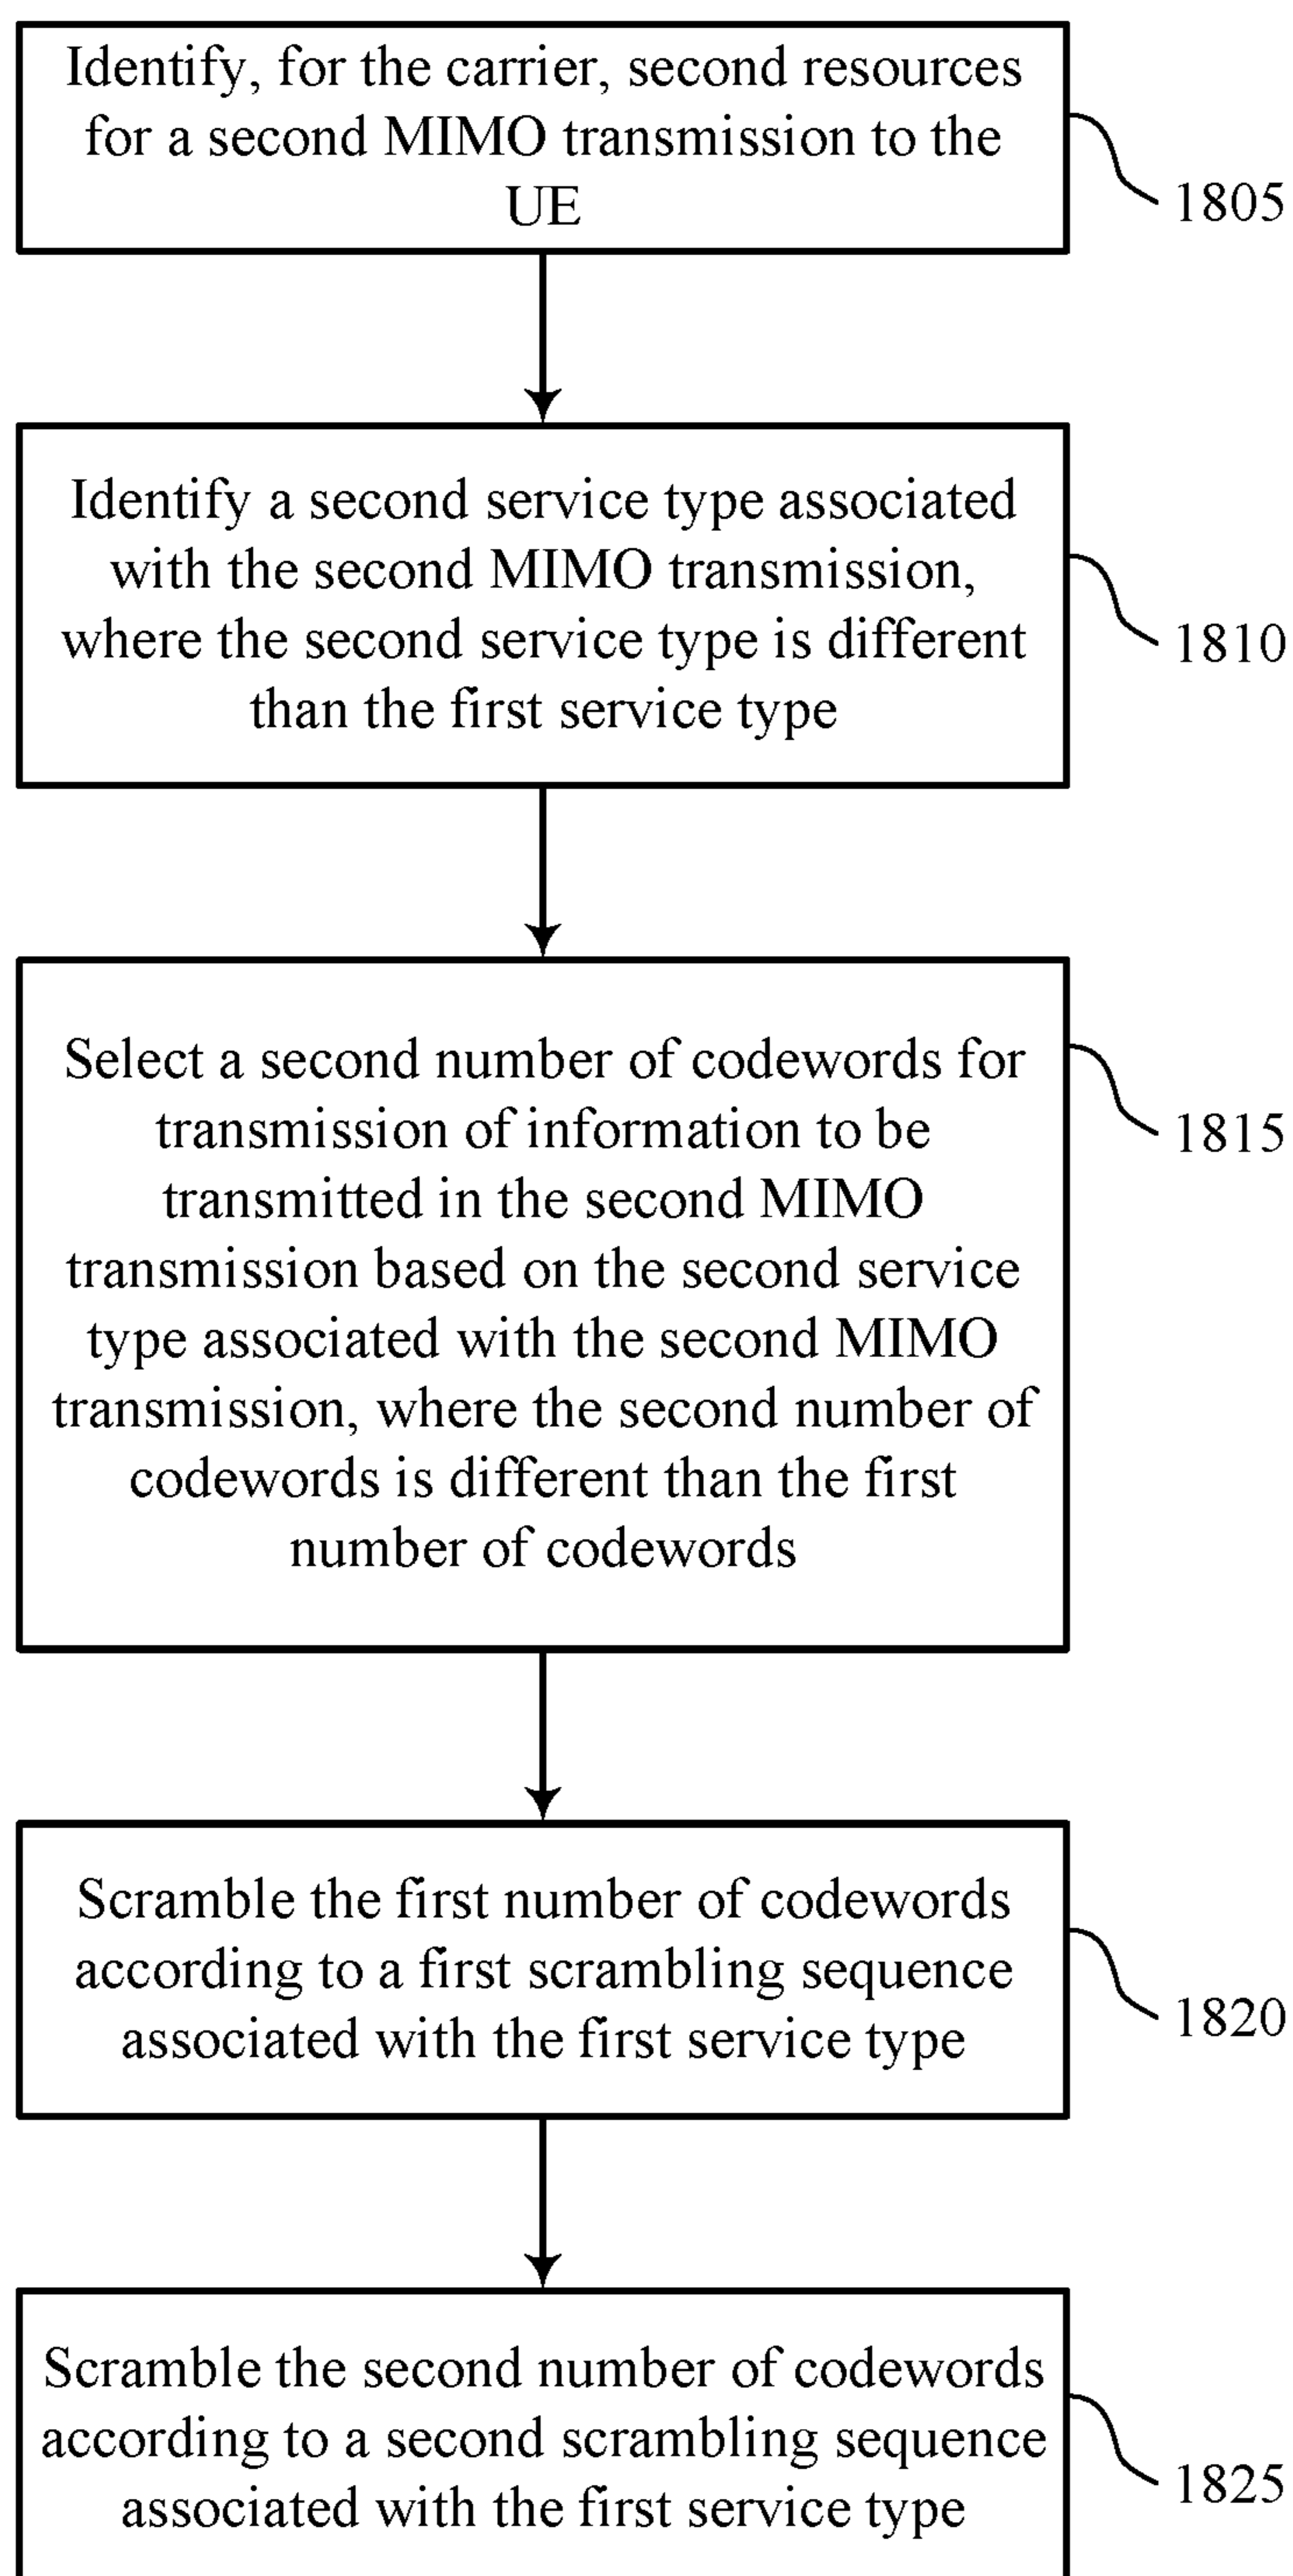 Identify, for the carrier, second resources
for a second MIMO transmission to the
UE
1805
Identify a second service type associated
with the second MIMO transmission,
where the second service type is different
than the first service type
1810
Select a second number of codewords for
transmission of information to be
transmitted in the second MIMO
transmission based on the second service
type associated with the second MIMO
transmission, where the second number of
codewords is different than the first
number of codewords
1815
Scramble the first number of codewords
according to a first scrambling sequence
associated with the first service type
1820
Scramble the second number of codewords
according to a second scrambling sequence
associated with the first service type
1825